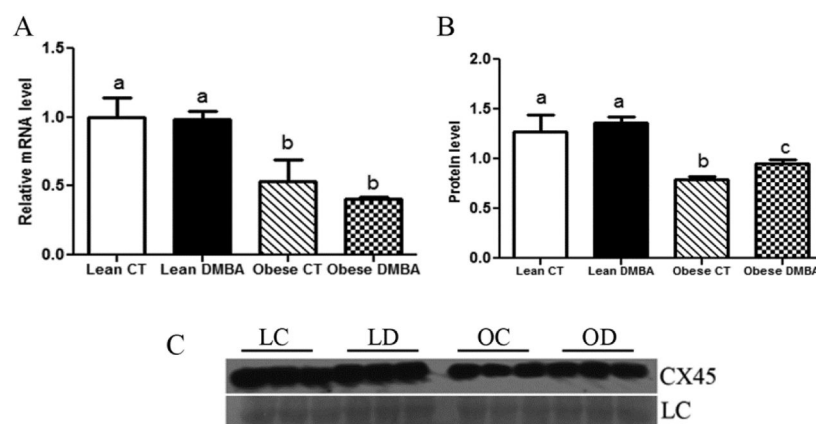 A
Relative mRNA level
1.5
1.0
0.5
0.0
a
a
b
b
Lean CT Lean DMBA Obese CT Obese DMBA
B
Protein level
2.0
1.5
1.0
0.5
0.0
a
a
b
c
Lean CT Lean DMBA Obese CT Obese DMBA
C
LC LD OC OD
CX45
LC